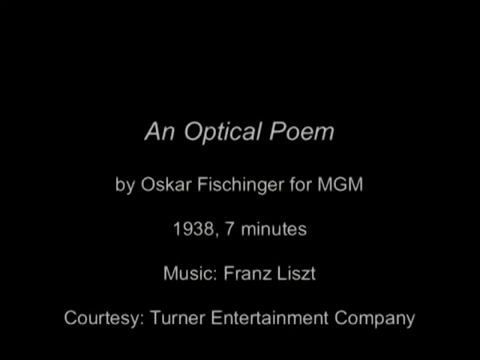 An Optical Poem
by Oskar Fischinger for MGM
1938, 7 minutes
Music: Franz Liszt
Courtesy: Turner Entertainment Company